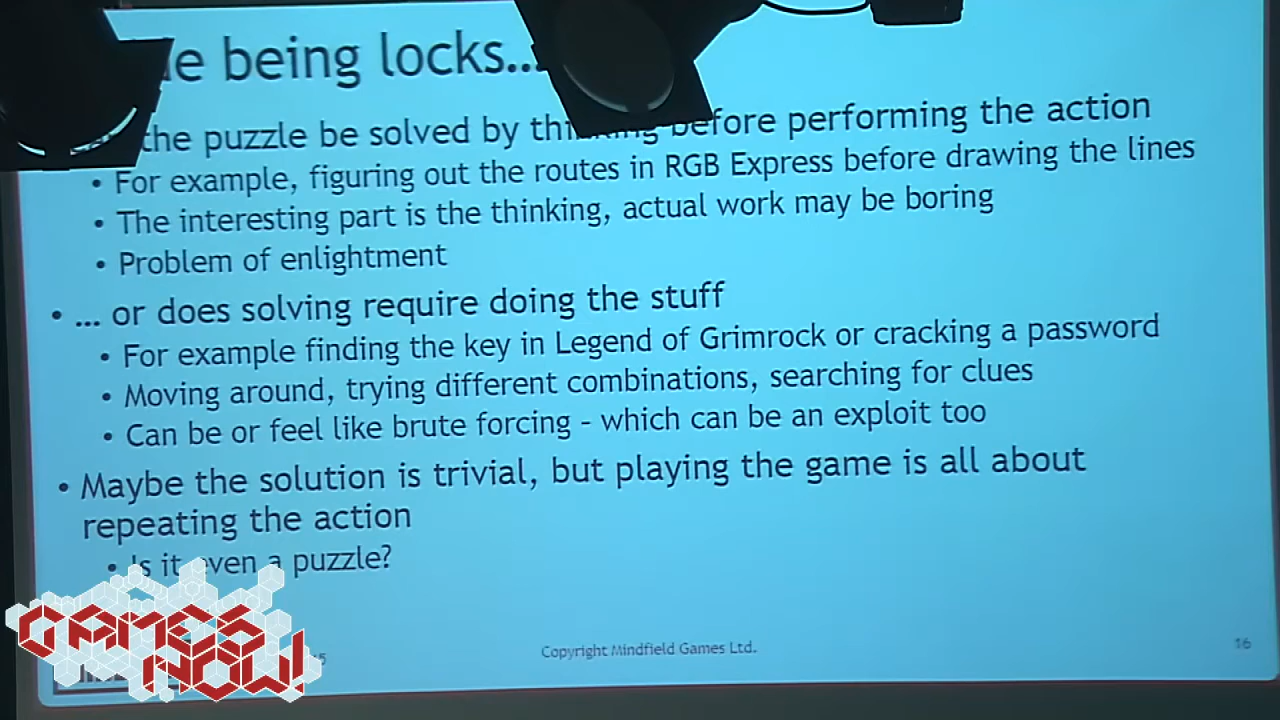 being locks...
the puzzle be solved by thinking before performing the action
• For example, figuring out the routes in RGB Express before drawing the lines
• The interesting part is the thinking, actual work may be boring
• Problem of enlightment
• ... or does solving require doing the stuff
• For example finding the key in Legend of Grimrock or cracking a password
• Moving around, trying different combinations, searching for clues
• Can be or feel like brute forcing - which can be an exploit too
• Maybe the solution is trivial, but playing the game is all about
repeating the action
• Is it even a puzzle?
GAMES
NOW!
Copyright Mindfield Games Ltd.
16